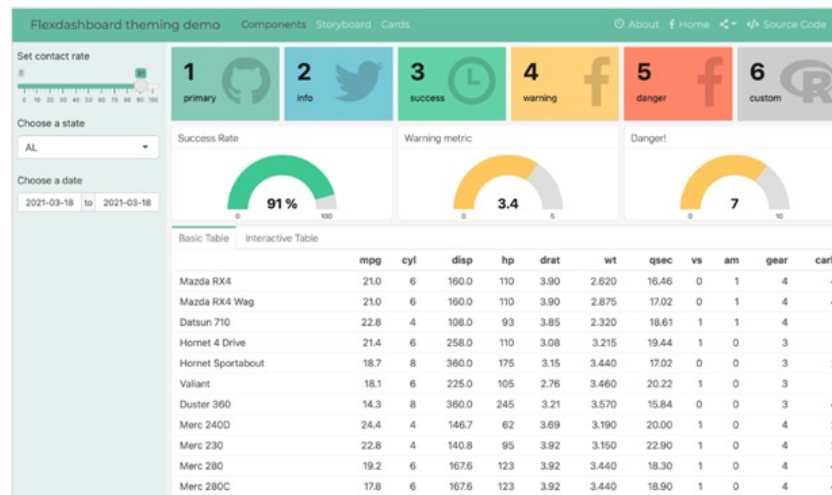 Flexdashboard theming demo Components Storyboard Cards About Home Source Code
Set contact rate
91
0 10 20 30 40 50 60 70 80 90 100
Choose a state
AL
Choose a date
2021-03-18 to 2021-03-18
1 2 3 4 5 6
primary info success warning danger custom
Success Rate Warning metric Danger!
91 % 3.4 7
0 100 0 5 0 10
Basic Table Interactive Table
mpg cyl disp hp drat wt qsec vs am gear
Mazda RX4 21.0 6 160.0 110 3.90 2.620 16.46 0 1 4
Mazda RX4 Wag 21.0 6 160.0 110 3.90 2.875 17.02 0 1 4
Datsun 710 22.8 4 108.0 93 3.85 2.320 18.61 1 1 4
Hornet 4 Drive 21.4 6 258.0 110 3.08 3.215 19.44 1 0 3
Hornet Sportabout 18.7 8 360.0 175 3.15 3.440 17.02 0 0 3
Valiant 18.1 6 225.0 105 2.76 3.460 20.22 1 0 3
Duster 360 14.3 8 360.0 245 3.21 3.570 15.84 0 0 3
Merc 240D 24.4 4 146.7 62 3.69 3.190 20.00 1 0 4
Merc 230 22.8 4 140.8 95 3.92 3.150 22.90 1 0 4
Merc 280 19.2 6 167.6 123 3.92 3.440 18.30 1 0 4
Merc 280C 17.8 6 167.6 123 3.92 3.440 18.90 1 0 4